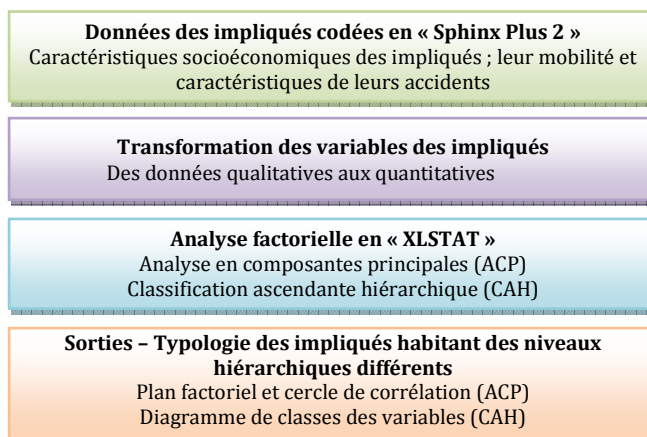 Données des impliqués codées en « Sphinx Plus 2 »
Caractéristiques socioéconomiques des impliqués ; leur mobilité et
caractéristiques de leurs accidents
Transformation des variables des impliqués
Des données qualitatives aux quantitatives
Analyse factorielle en « XLSTAT »
Analyse en composantes principales (ACP)
Classification ascendante hiérarchique (CAH)
Sorties – Typologie des impliqués habitant des niveaux
hiérarchiques différents
Plan factoriel et cercle de corrélation (ACP)
Diagramme de classes des variables (CAH)